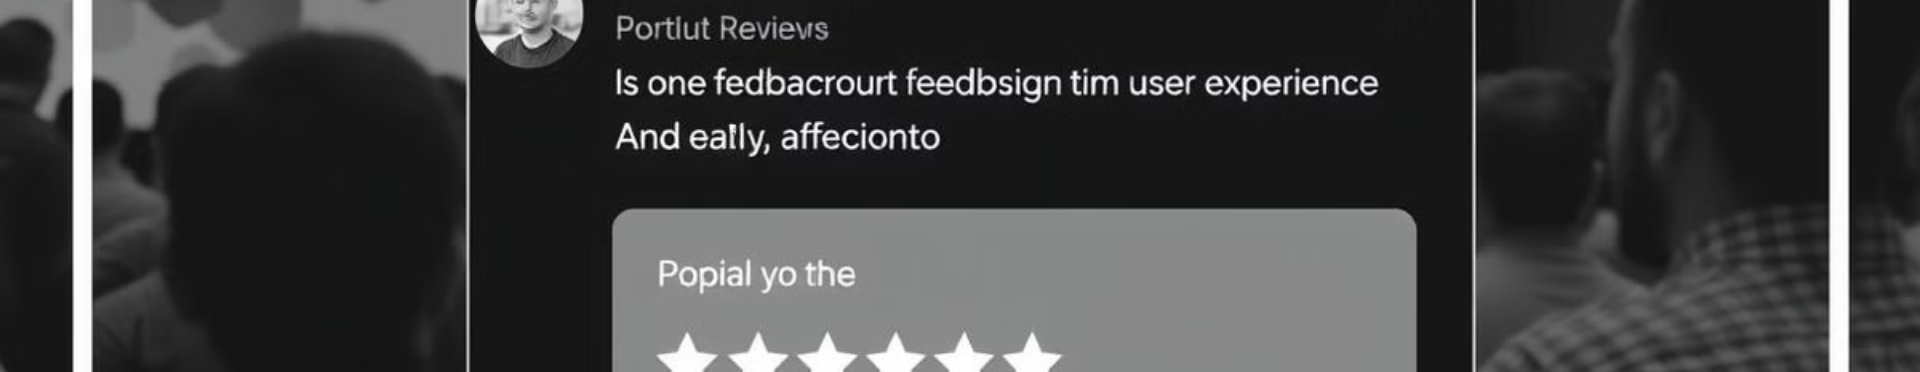 Portlut Reviews
Is one fedbacrourt feedbsign tim user experience
And eaily, affecionto
Popial yo the